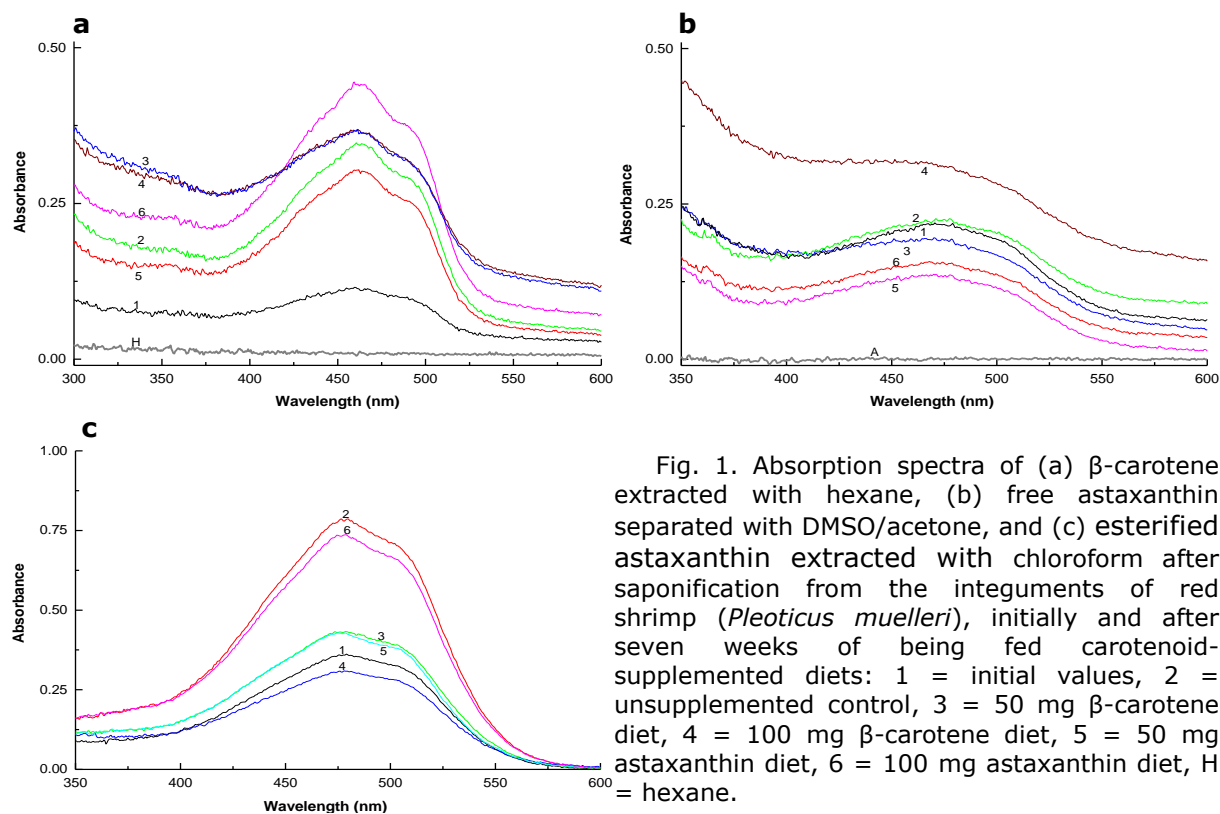 a
0.50
0.25
0.00
Absorbance
3
4
6
2
5
1
H
300 350 400 450 500 550 600
Wavelength (nm)
b
0.50
0.25
0.00
Absorbance
4
2
1
3
6
5
A
350 400 450 500 550 600
Wavelength (nm)
c
1.00
0.75
0.50
0.25
0.00
Absorbance
2
6
3
5
1
4
350 400 450 500 550 600
Wavelength (nm)
Fig. 1. Absorption spectra of (a) β-carotene
extracted with hexane, (b) free astaxanthin
separated with DMSO/acetone, and (c) esterified
astaxanthin extracted with chloroform after
saponification from the integuments of red
shrimp (Pleoticus muelleri), initially and after
seven weeks of being fed carotenoid-
supplemented diets: 1 = initial values, 2 =
unsupplemented control, 3 = 50 mg β-carotene
diet, 4 = 100 mg β-carotene diet, 5 = 50 mg
astaxanthin diet, 6 = 100 mg astaxanthin diet, H
= hexane.